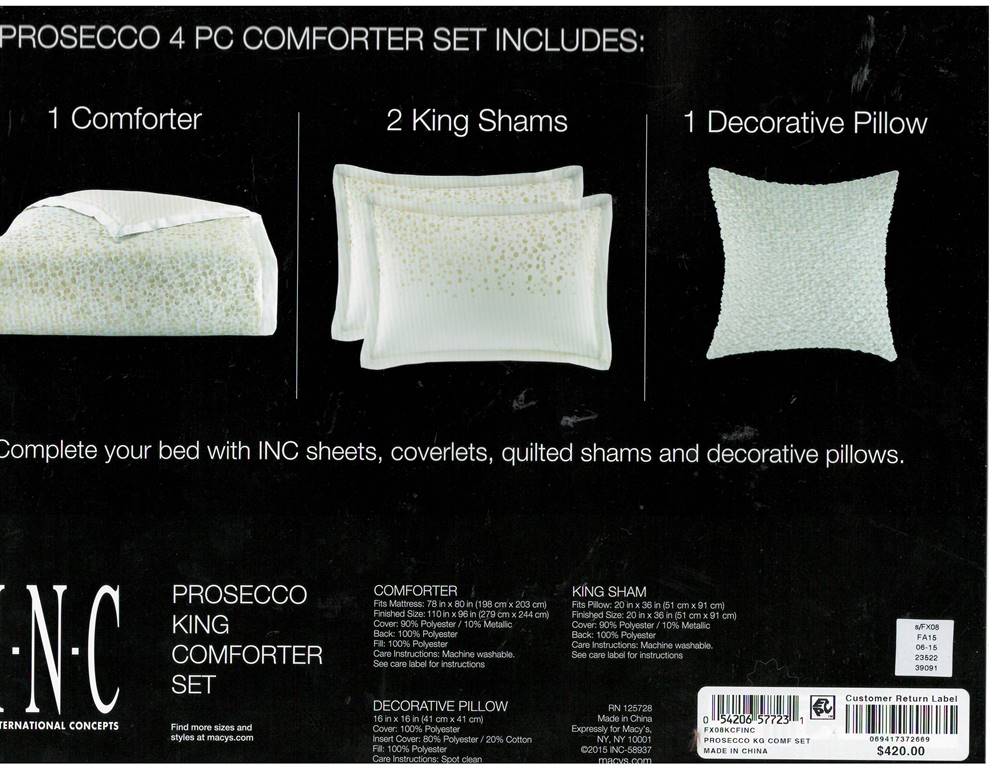 PROSECCO 4 PC COMFORTER SET INCLUDES:
1 Comforter
2 King Shams
1 Decorative Pillow
Complete your bed with INC sheets, coverlets, quilted shams and decorative pillows.
I·N·C
TERNATIONAL CONCEPTS
PROSECCO
KING
COMFORTER
SET
Find more sizes and
styles at macys.com
COMFORTER
Fits Mattress: 78 in x 80 in (198 cm x 203 cm)
Finished Size: 110 in x 96 in (279 cm x 244 cm)
Cover: 90% Polyester / 10% Metallic
Back: 100% Polyester
Fill: 100% Polyester
Care Instructions: Machine washable.
See care label for instructions
KING SHAM
Fits Pillow: 20 in x 36 in (51 cm x 91 cm)
Finished Size: 20 in x 36 in (51 cm x 91 cm)
Cover: 90% Polyester / 10% Metallic
Back: 100% Polyester
Care Instructions: Machine washable.
See care label for instructions
DECORATIVE PILLOW
16 in x 16 in (41 cm x 41 cm)
Cover: 100% Polyester
Insert Cover: 80% Polyester / 20% Cotton
Fill: 100% Polyester
Care Instructions: Spot clean
RN 125728
Made in China
Expressly for Macy's,
NY, NY 10001
©2015 INC-58937
macys.com
s/FX08
FA15
06-15
23522
39091
0 54206 57723 1
FX08KCFINC
PROSECCO KG COMF SET
MADE IN CHINA
Customer Return Label
069417372669
$420.00